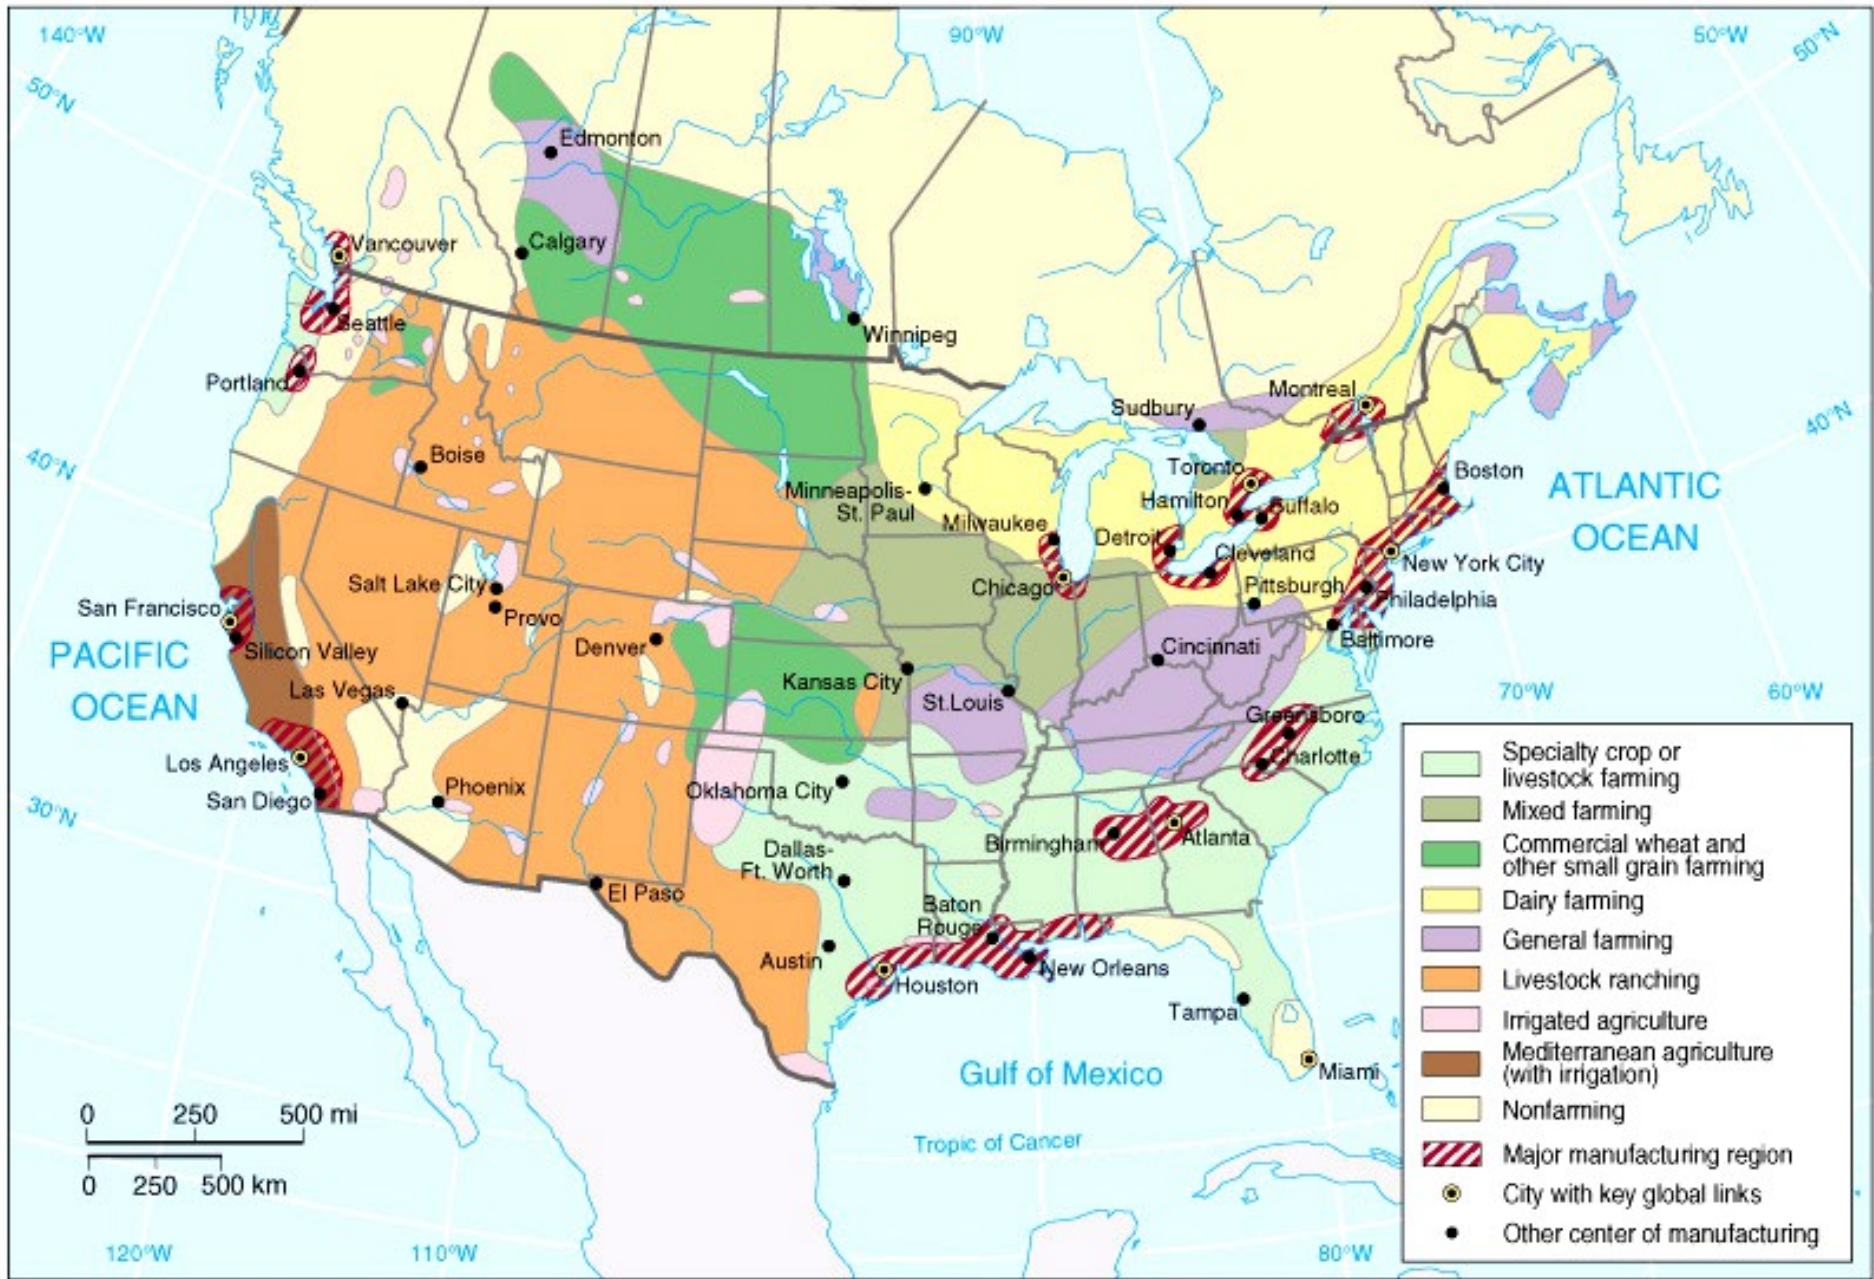 140°W
90°W
50°W
50°N
50°N
Edmonton
Vancouver
Calgary
Seattle
Winnipeg
Portland
Montreal
Sudbury
40°N
40°N
Boise
Toronto
Boston
ATLANTIC
OCEAN
Minneapolis-
St. Paul
Hamilton
Buffalo
Milwaukee
Detroit
Cleveland
New York City
Salt Lake City
Chicago
Pittsburgh
Philadelphia
San Francisco
Provo
Baltimore
Silicon Valley
Denver
Cincinnati
PACIFIC
OCEAN
Las Vegas
Kansas City
St.Louis
70°W
60°W
Greensboro
Charlotte
Los Angeles
San Diego
Phoenix
Oklahoma City
30°N
Birmingham
Atlanta
Dallas-
Ft. Worth
El Paso
Baton
Rouge
Austin
New Orleans
Houston
Tampa
Miami
Gulf of Mexico
Tropic of Cancer
0 250 500 mi
0 250 500 km
120°W
110°W
80°W
Specialty crop or
livestock farming
Mixed farming
Commercial wheat and
other small grain farming
Dairy farming
General farming
Livestock ranching
Irrigated agriculture
Mediterranean agriculture
(with irrigation)
Nonfarming
Major manufacturing region
City with key global links
Other center of manufacturing